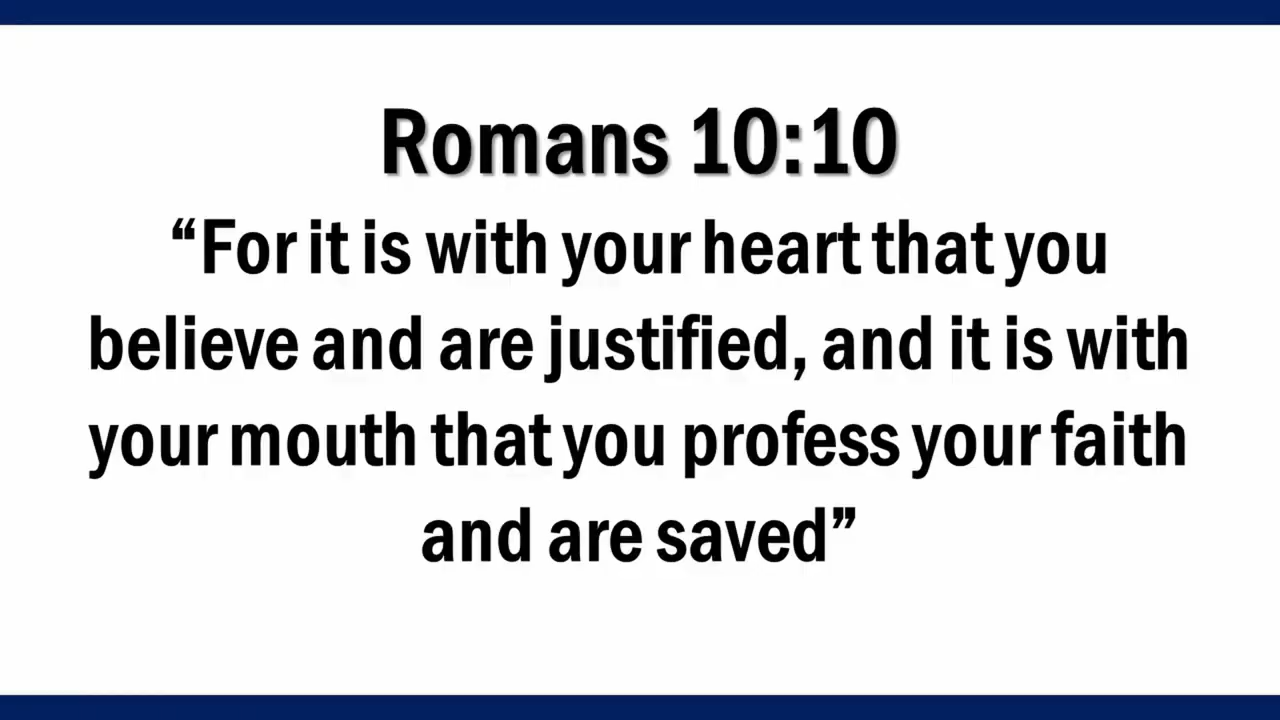 Romans 10:10
“For it is with your heart that you
believe and are justified, and it is with
your mouth that you profess your faith
and are saved”